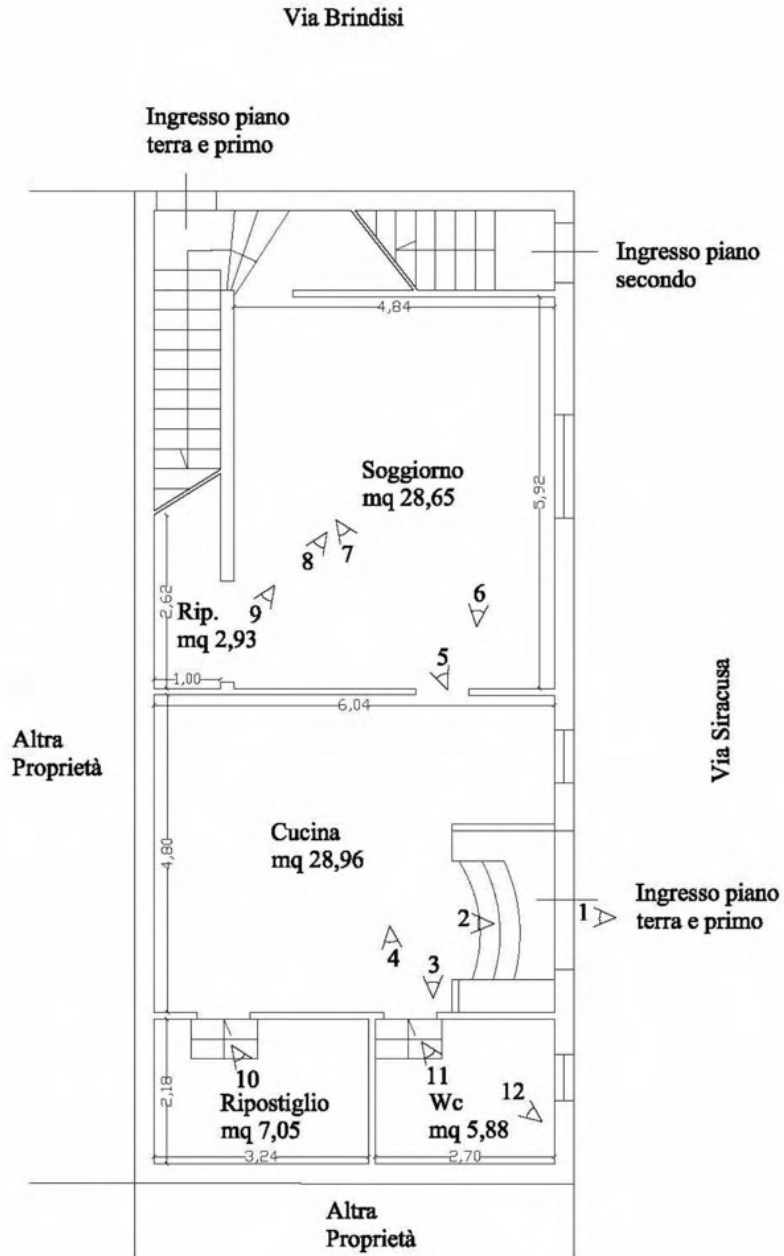 Via Brindisi
Ingresso piano
terra e primo
Ingresso piano
secondo
4,84
Soggiorno
mq 28,65
5,92
8
7
2,62
Rip.
mq 2,93
9
6
5
1,00
6,04
Altra
Proprietà
Via Siracusa
Cucina
mq 28,96
4,80
2
1
Ingresso piano
terra e primo
4
3
10
11
12
Ripostiglio
mq 7,05
Wc
mq 5,88
2,18
3,24
2,70
Altra
Proprietà